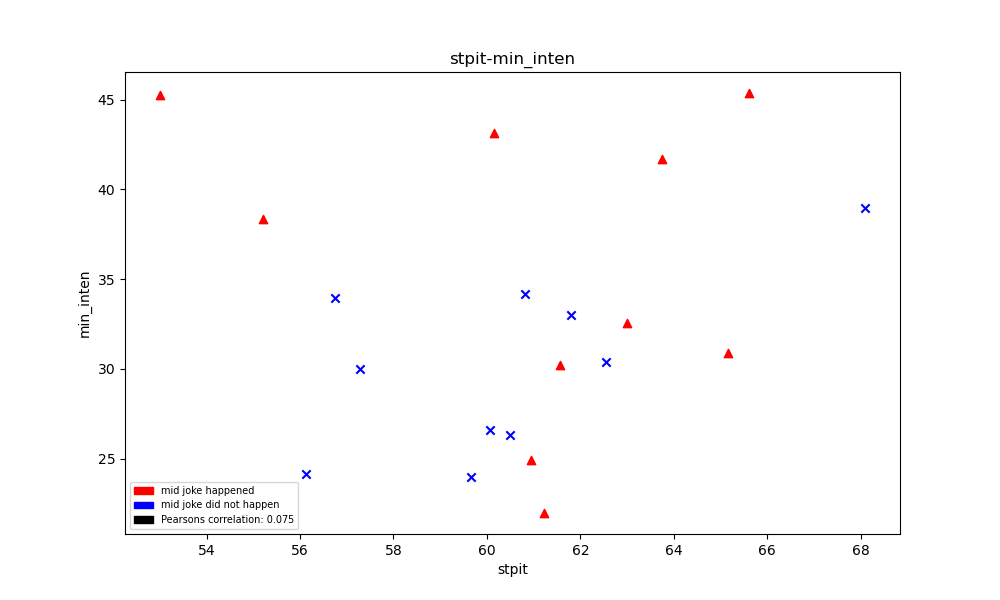 stpit-min_inten
45
40
35
30
25
min_inten
mid joke happened
mid joke did not happen
Pearsons correlation: 0.075
54 56 58 60 62 64 66 68
stpit